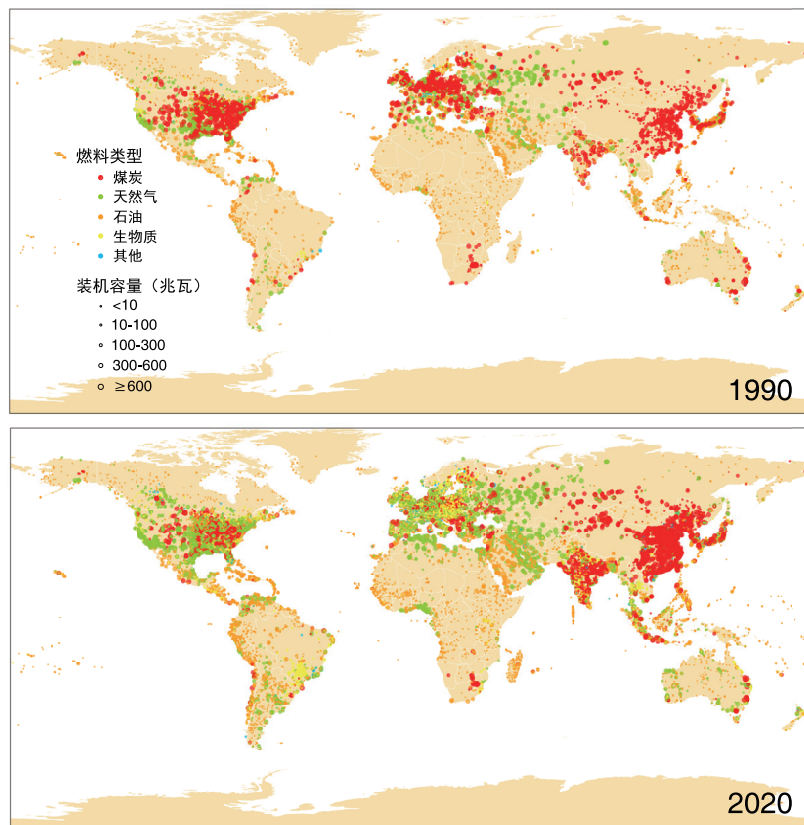 燃料类型
煤炭
天然气
石油
生物质
其他
装机容量（兆瓦）
<10
10-100
100-300
300-600
≥600
1990
2020